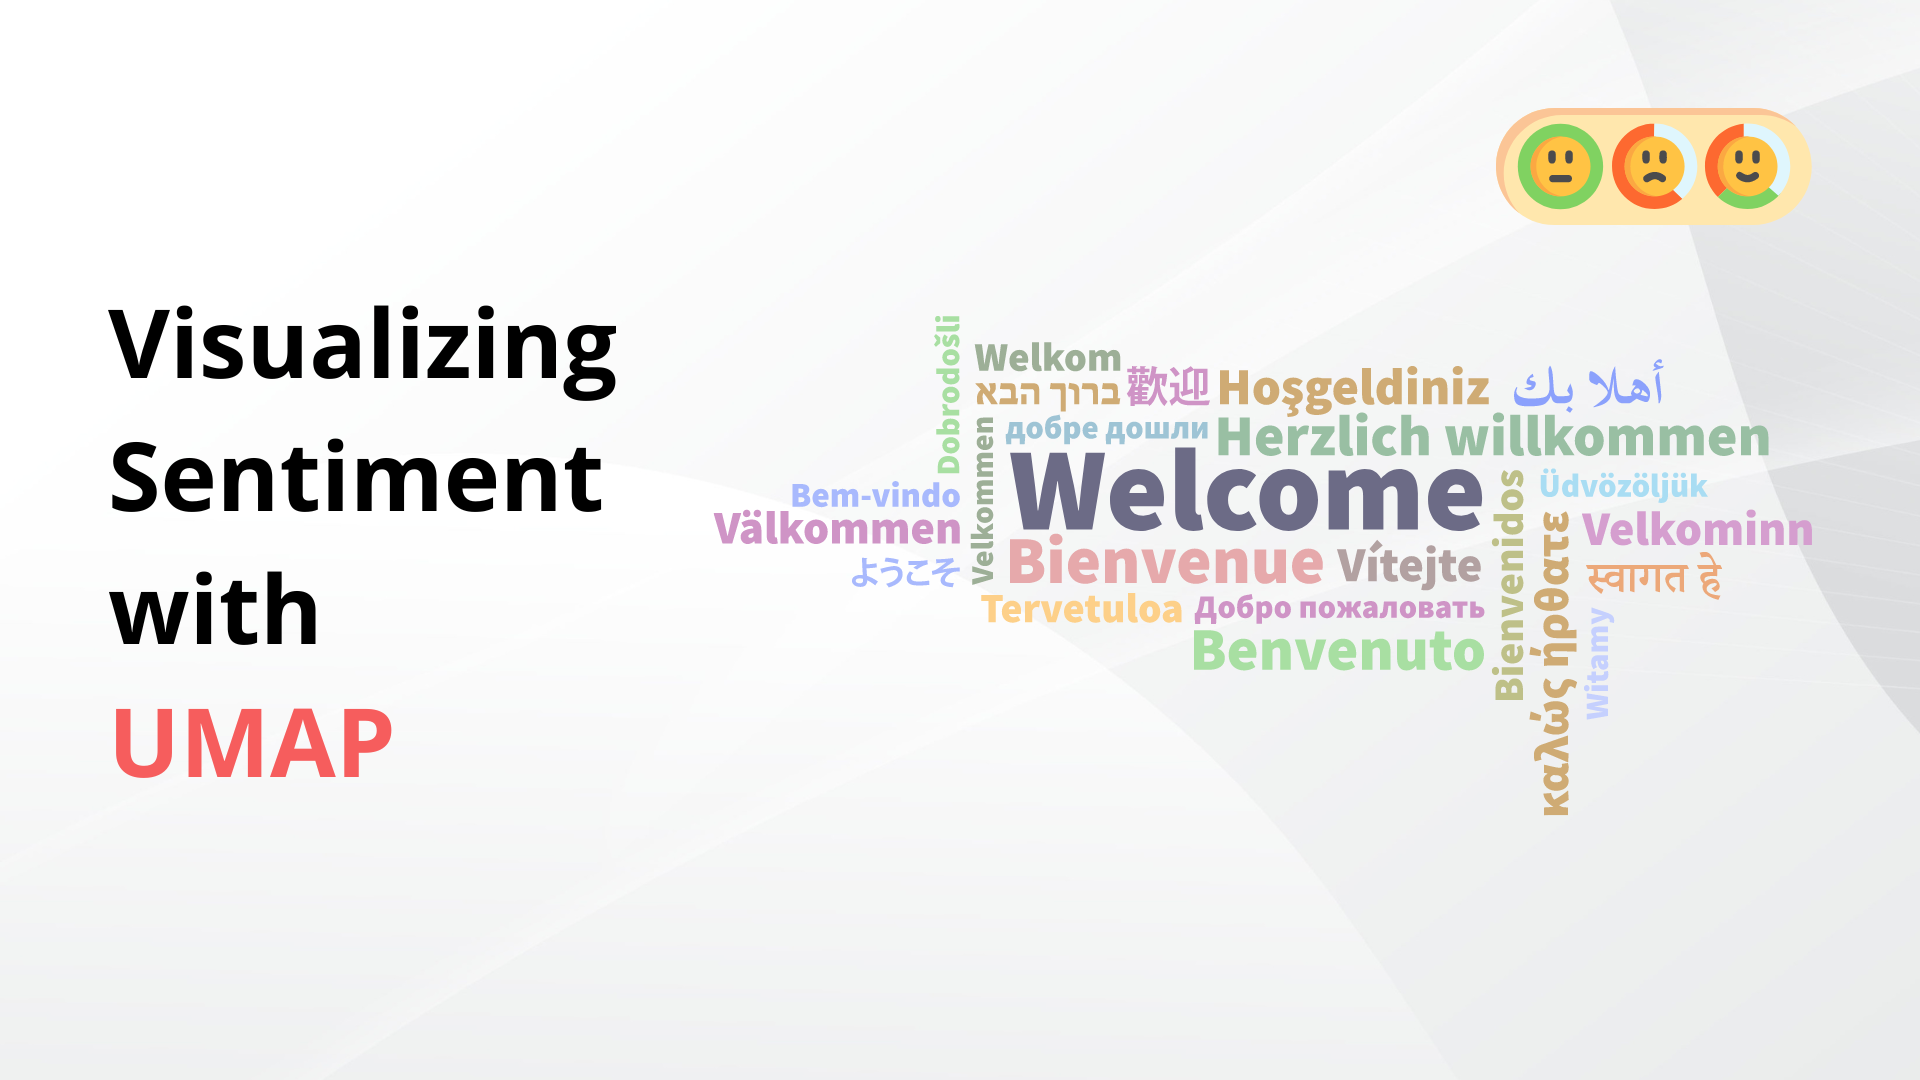 Visualizing
Sentiment
with
UMAP
Dobrodošli
Welkom
ברוך הבא
歡迎
Hoşgeldiniz
أهلا بك
добре дошли
Herzlich willkommen
Velkommen
Welcome
Bem-vindo
Välkommen
ようこそ
Bienvenue
Vítejte
Bienvenidos
Üdvözöljük
καλώς ήρθατε
Velkominn
स्वागत हे
Tervetuloa
Добро пожаловать
Benvenuto
Witamy